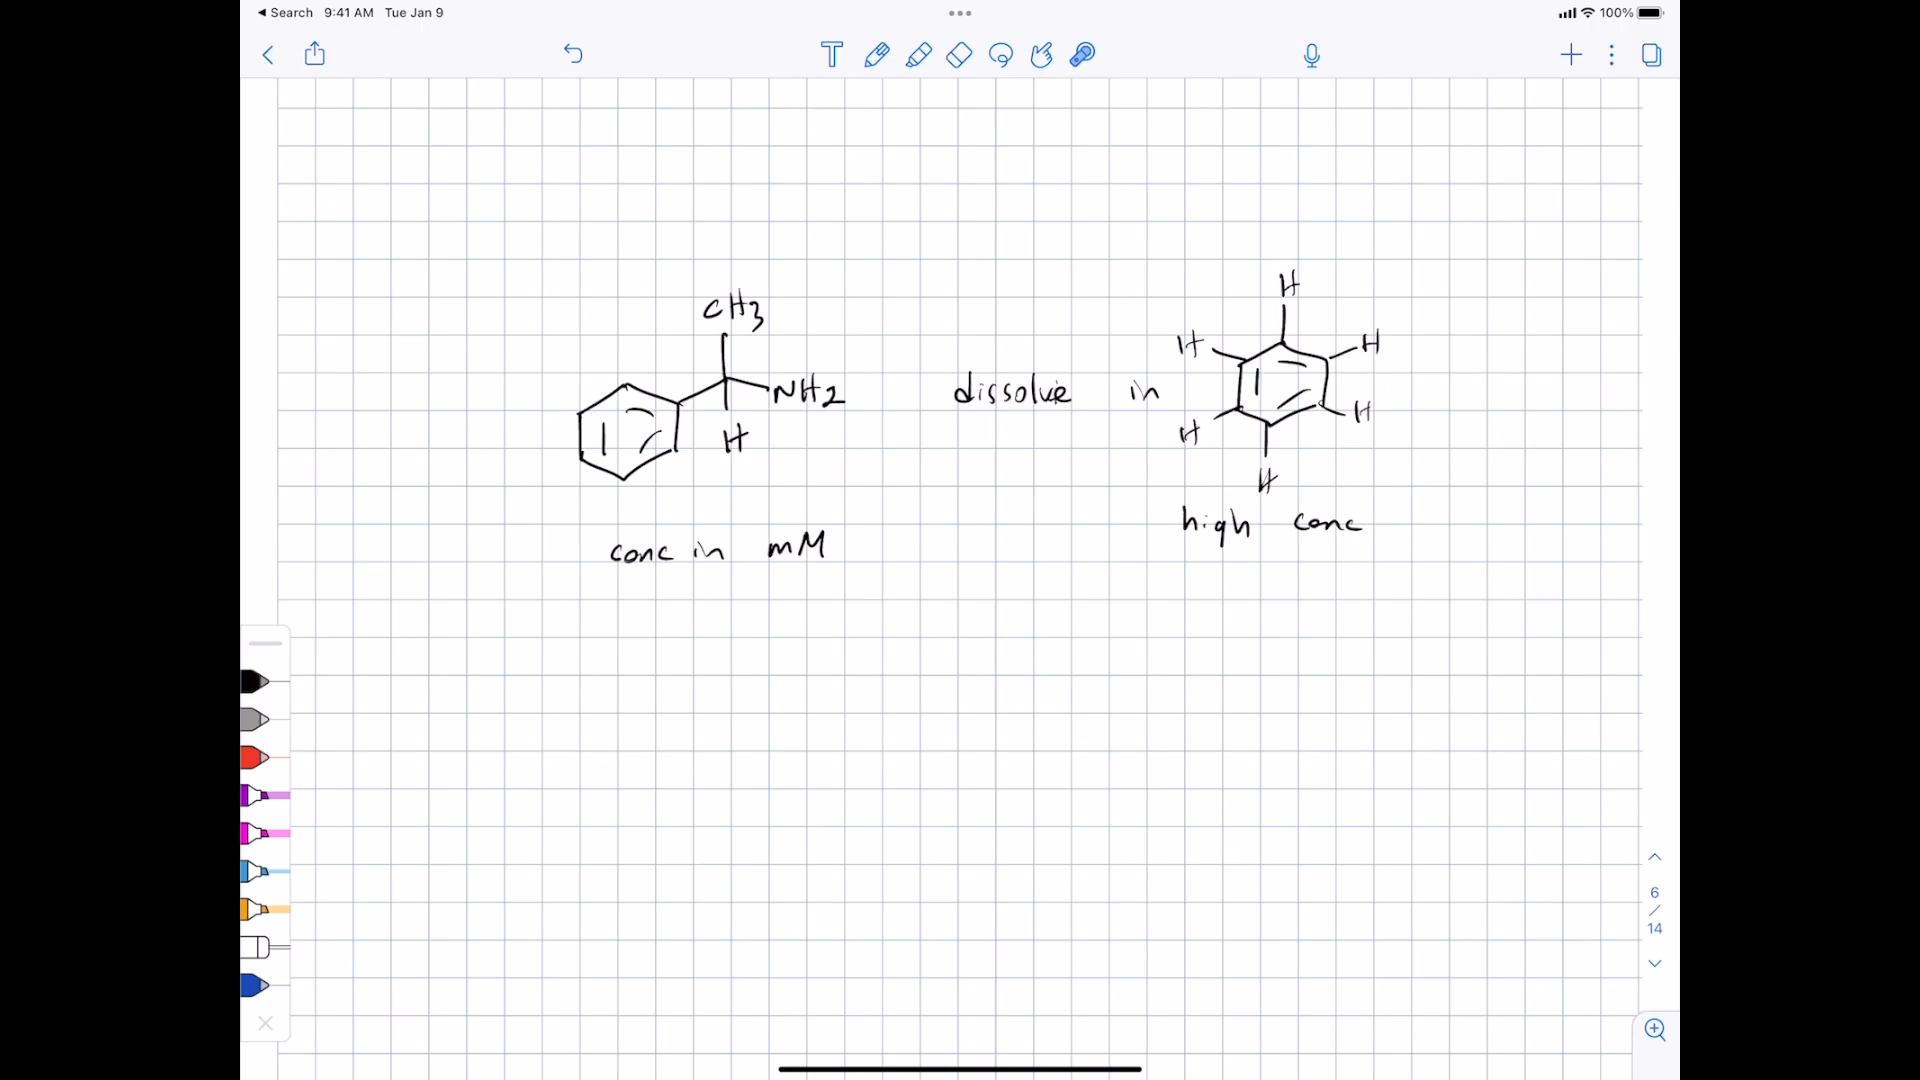 Search 9:41 AM Tue Jan 9
100%
H
CH3
H H
NH2 dissolve in
H
H H
H
high conc
conc in mM
6
/
14